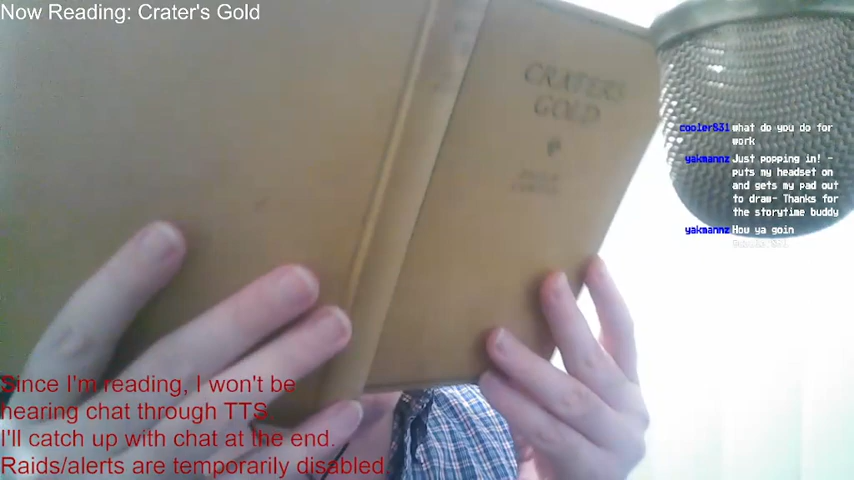 Now Reading: Crater's Gold
CRATER'S
GOLD
cooler831 what do you do for
work
yakmannz Just popping in! -
puts my headset on
and gets my pad out
to draw- Thanks for
the storytime buddy
yakmannz How ya goin
Since I'm reading, I won't be
hearing chat through TTS.
I'll catch up with chat at the end.
Raids/alerts are temporarily disabled.